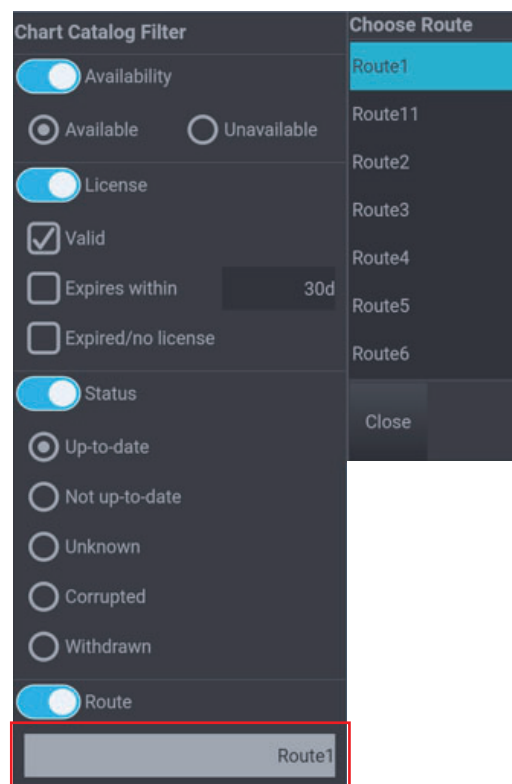 Chart Catalog Filter
Availability
Available Unavailable
License
Valid
Expires within 30d
Expired/no license
Status
Up-to-date
Not up-to-date
Unknown
Corrupted
Withdrawn
Route
Route1
Choose Route
Route1
Route11
Route2
Route3
Route4
Route5
Route6
Close